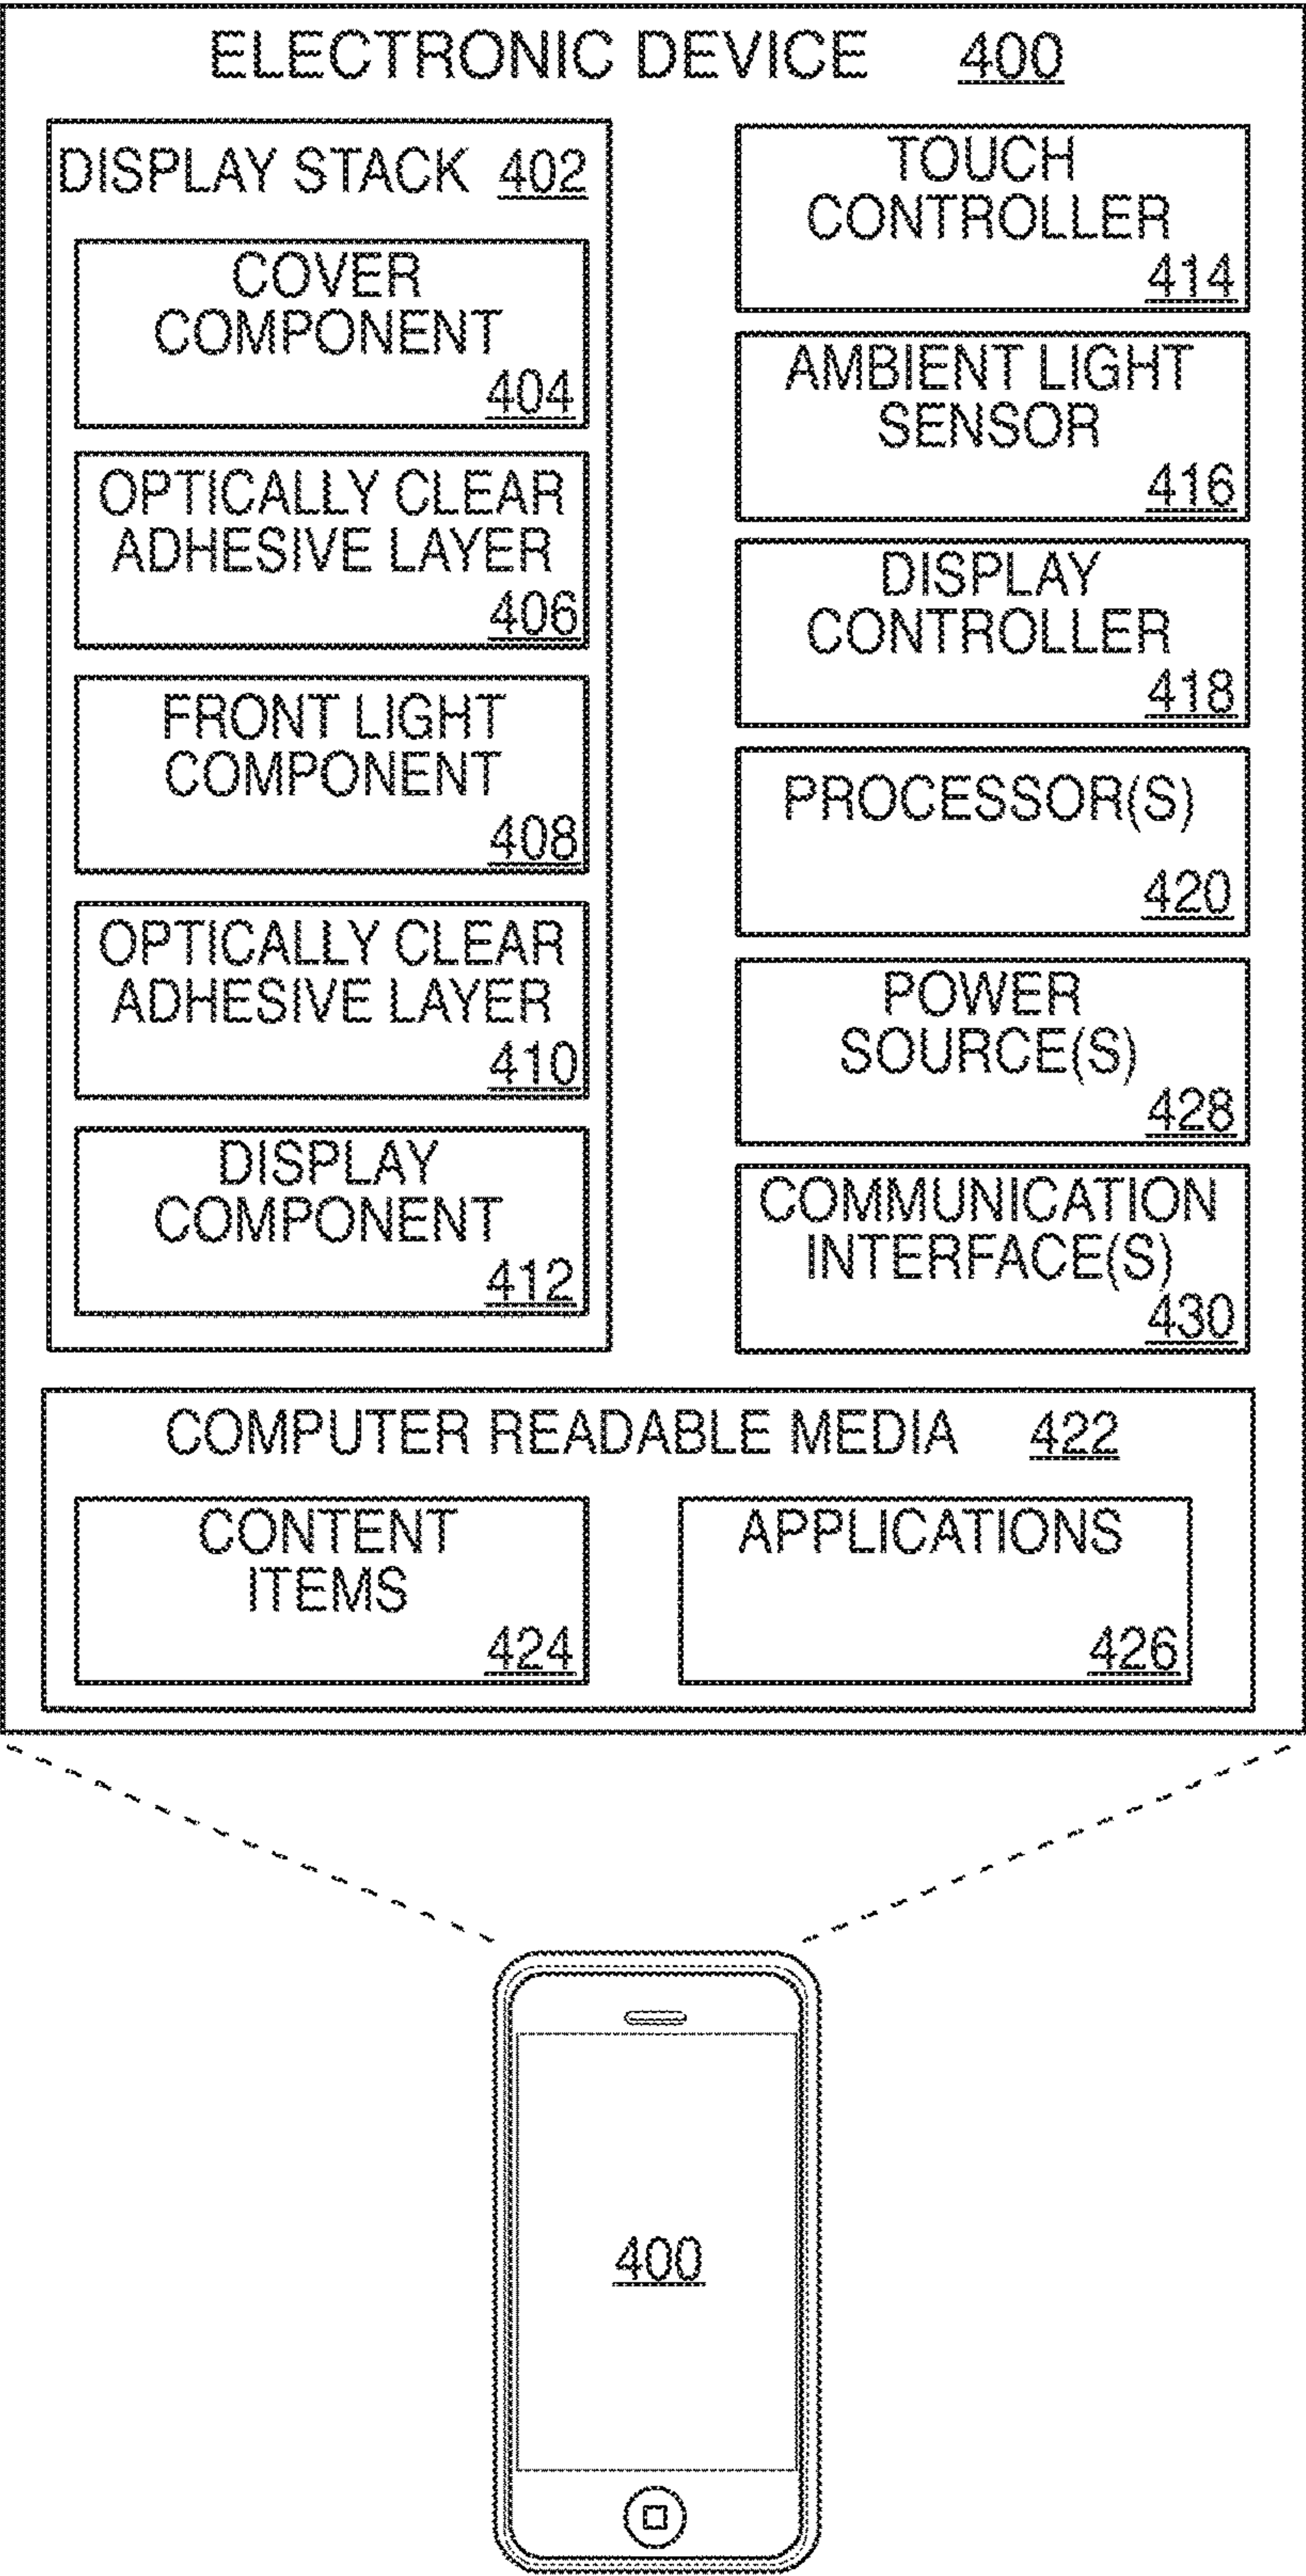 ELECTRONIC DEVICE 400
DISPLAY STACK 402
COVER
COMPONENT
404
OPTICALLY CLEAR
ADHESIVE LAYER
406
FRONT LIGHT
COMPONENT
408
OPTICALLY CLEAR
ADHESIVE LAYER
410
DISPLAY
COMPONENT
412
TOUCH
CONTROLLER
414
AMBIENT LIGHT
SENSOR
416
DISPLAY
CONTROLLER
418
PROCESSOR(S)
420
POWER
SOURCE(S)
428
COMMUNICATION
INTERFACE(S)
430
COMPUTER READABLE MEDIA 422
CONTENT
ITEMS
424
APPLICATIONS
426
400